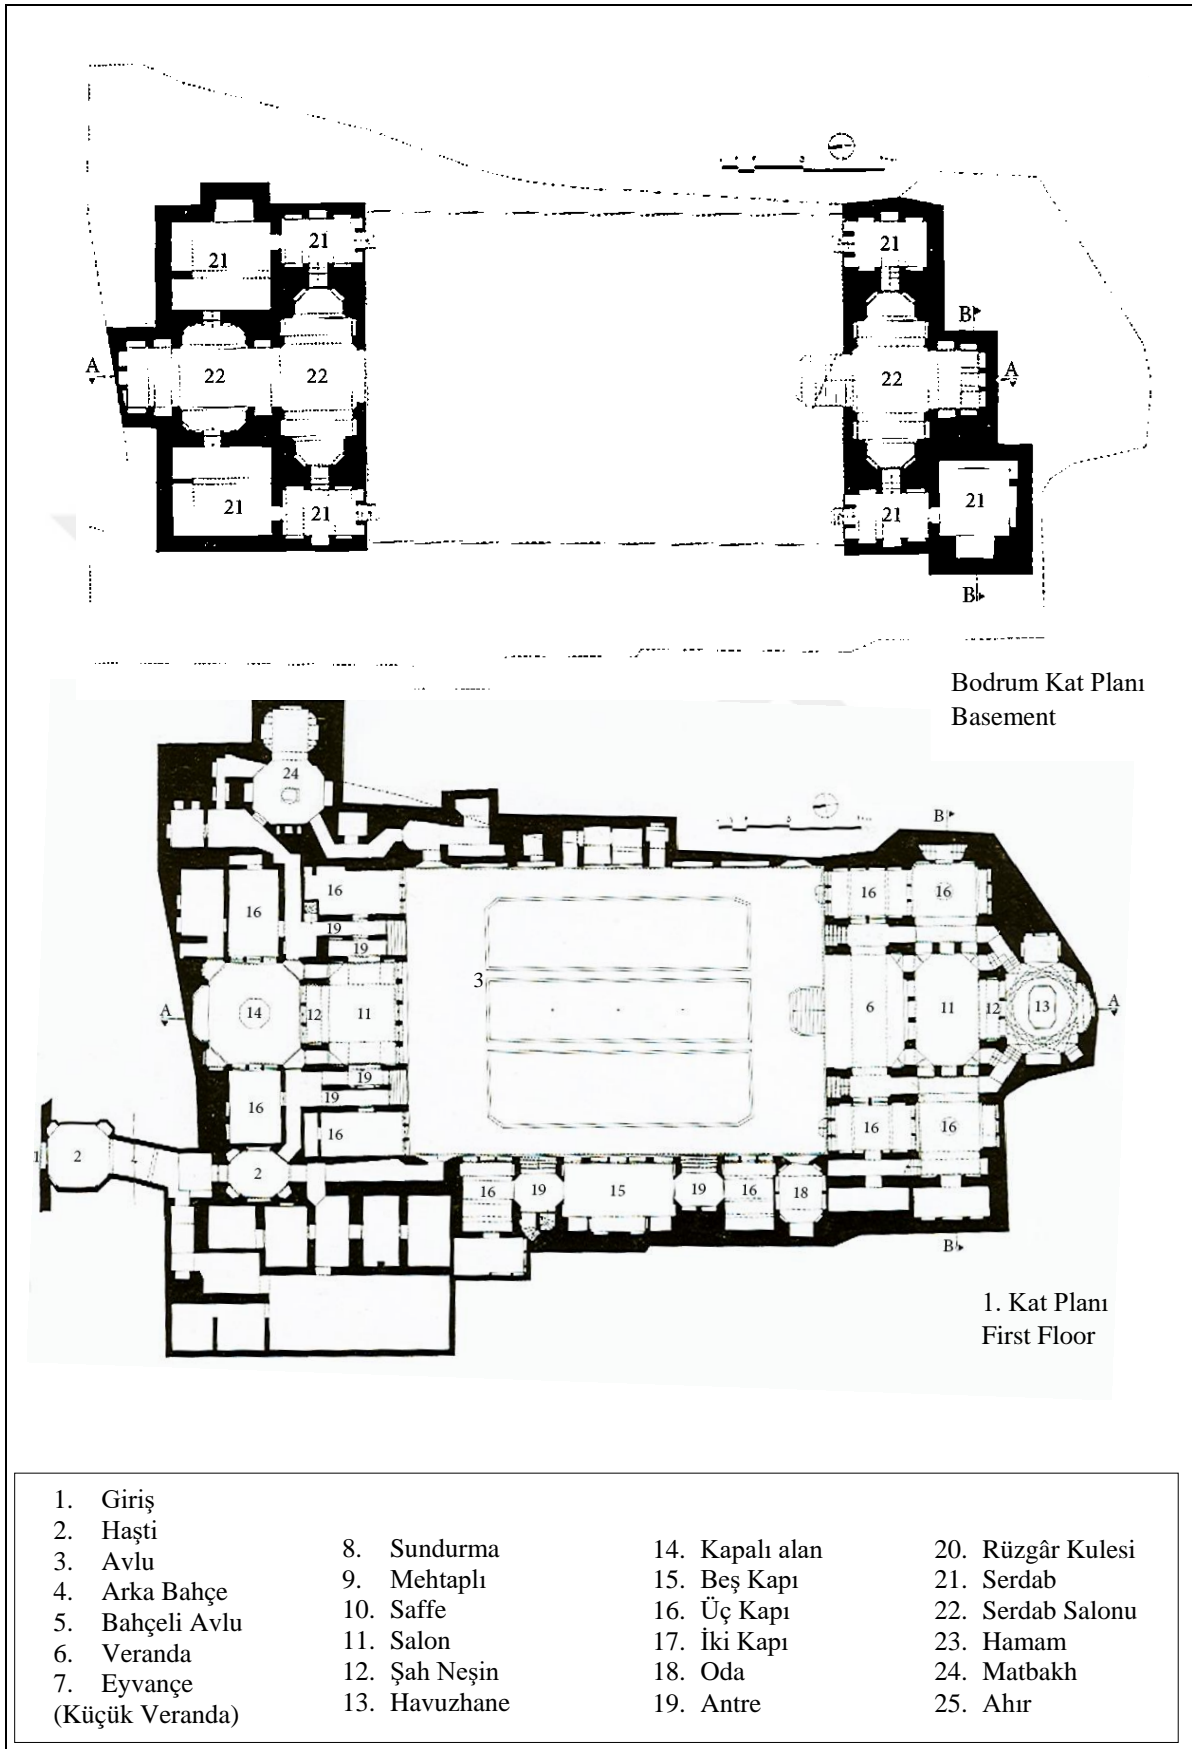 21 21 21
B
A 22 22 22 A
21 21 21 21
B
Bodrum Kat Planı
Basement
24
B
16 16 16 16
19
19
3
A 14 12 11 6 11 12 13 A
19
19
16 16 16 16
1 2 2
16 19 15 19 16 18
B
1. Kat Planı
First Floor
1. Giriş
2. Haşti
3. Avlu
4. Arka Bahçe
5. Bahçeli Avlu
6. Veranda
7. Eyvançe
(Küçük Veranda)
8. Sundurma
9. Mehtaplı
10. Saffe
11. Salon
12. Şah Neşin
13. Havuzhane
14. Kapalı alan
15. Beş Kapı
16. Üç Kapı
17. İki Kapı
18. Oda
19. Antre
20. Rüzgâr Kulesi
21. Serdab
22. Serdab Salonu
23. Hamam
24. Matbakh
25. Ahır